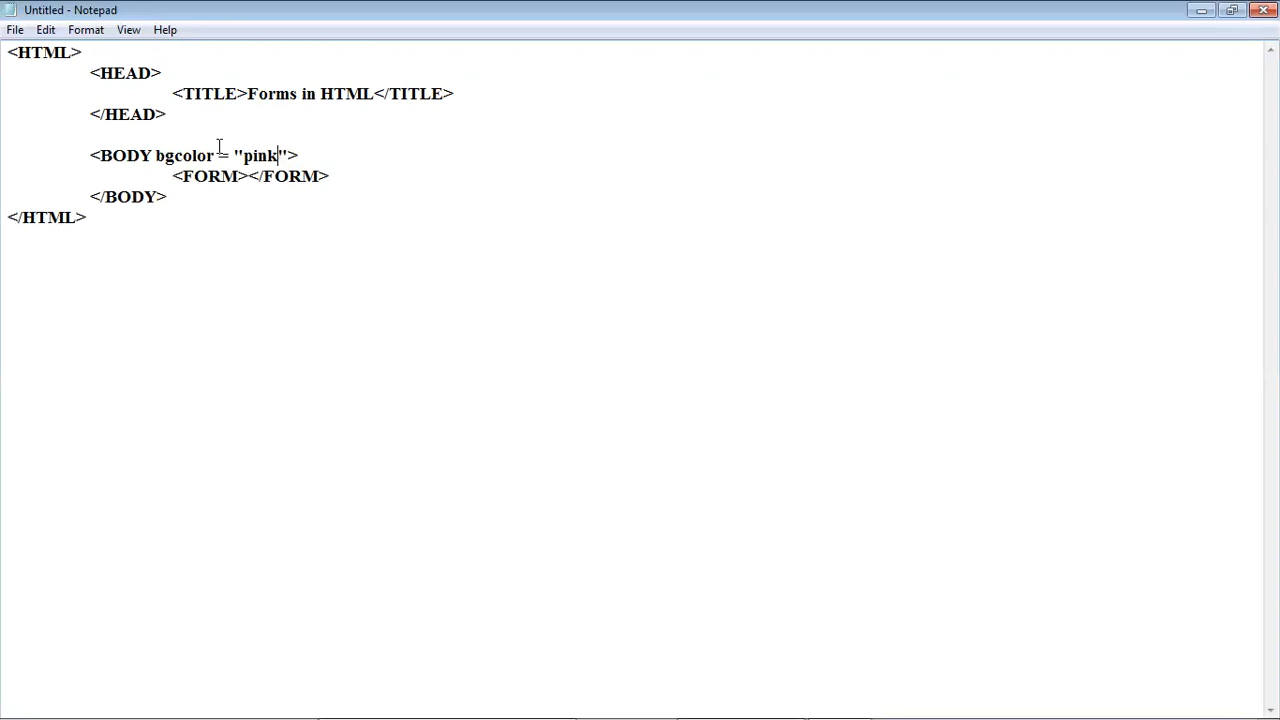 Untitled - Notepad
File Edit Format View Help
<HTML>
<HEAD>
<TITLE>Forms in HTML</TITLE>
</HEAD>
<BODY bgcolor = "pink">
<FORM></FORM>
</BODY>
</HTML>